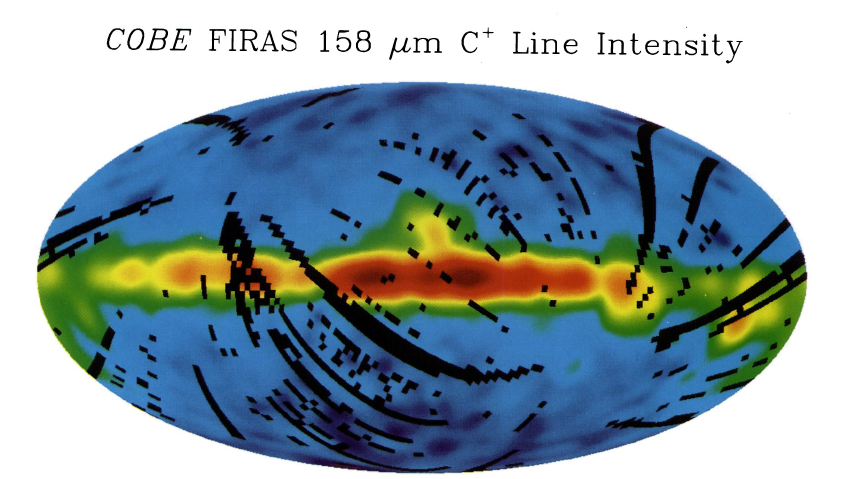 COBE FIRAS 158 μm C⁺ Line Intensity